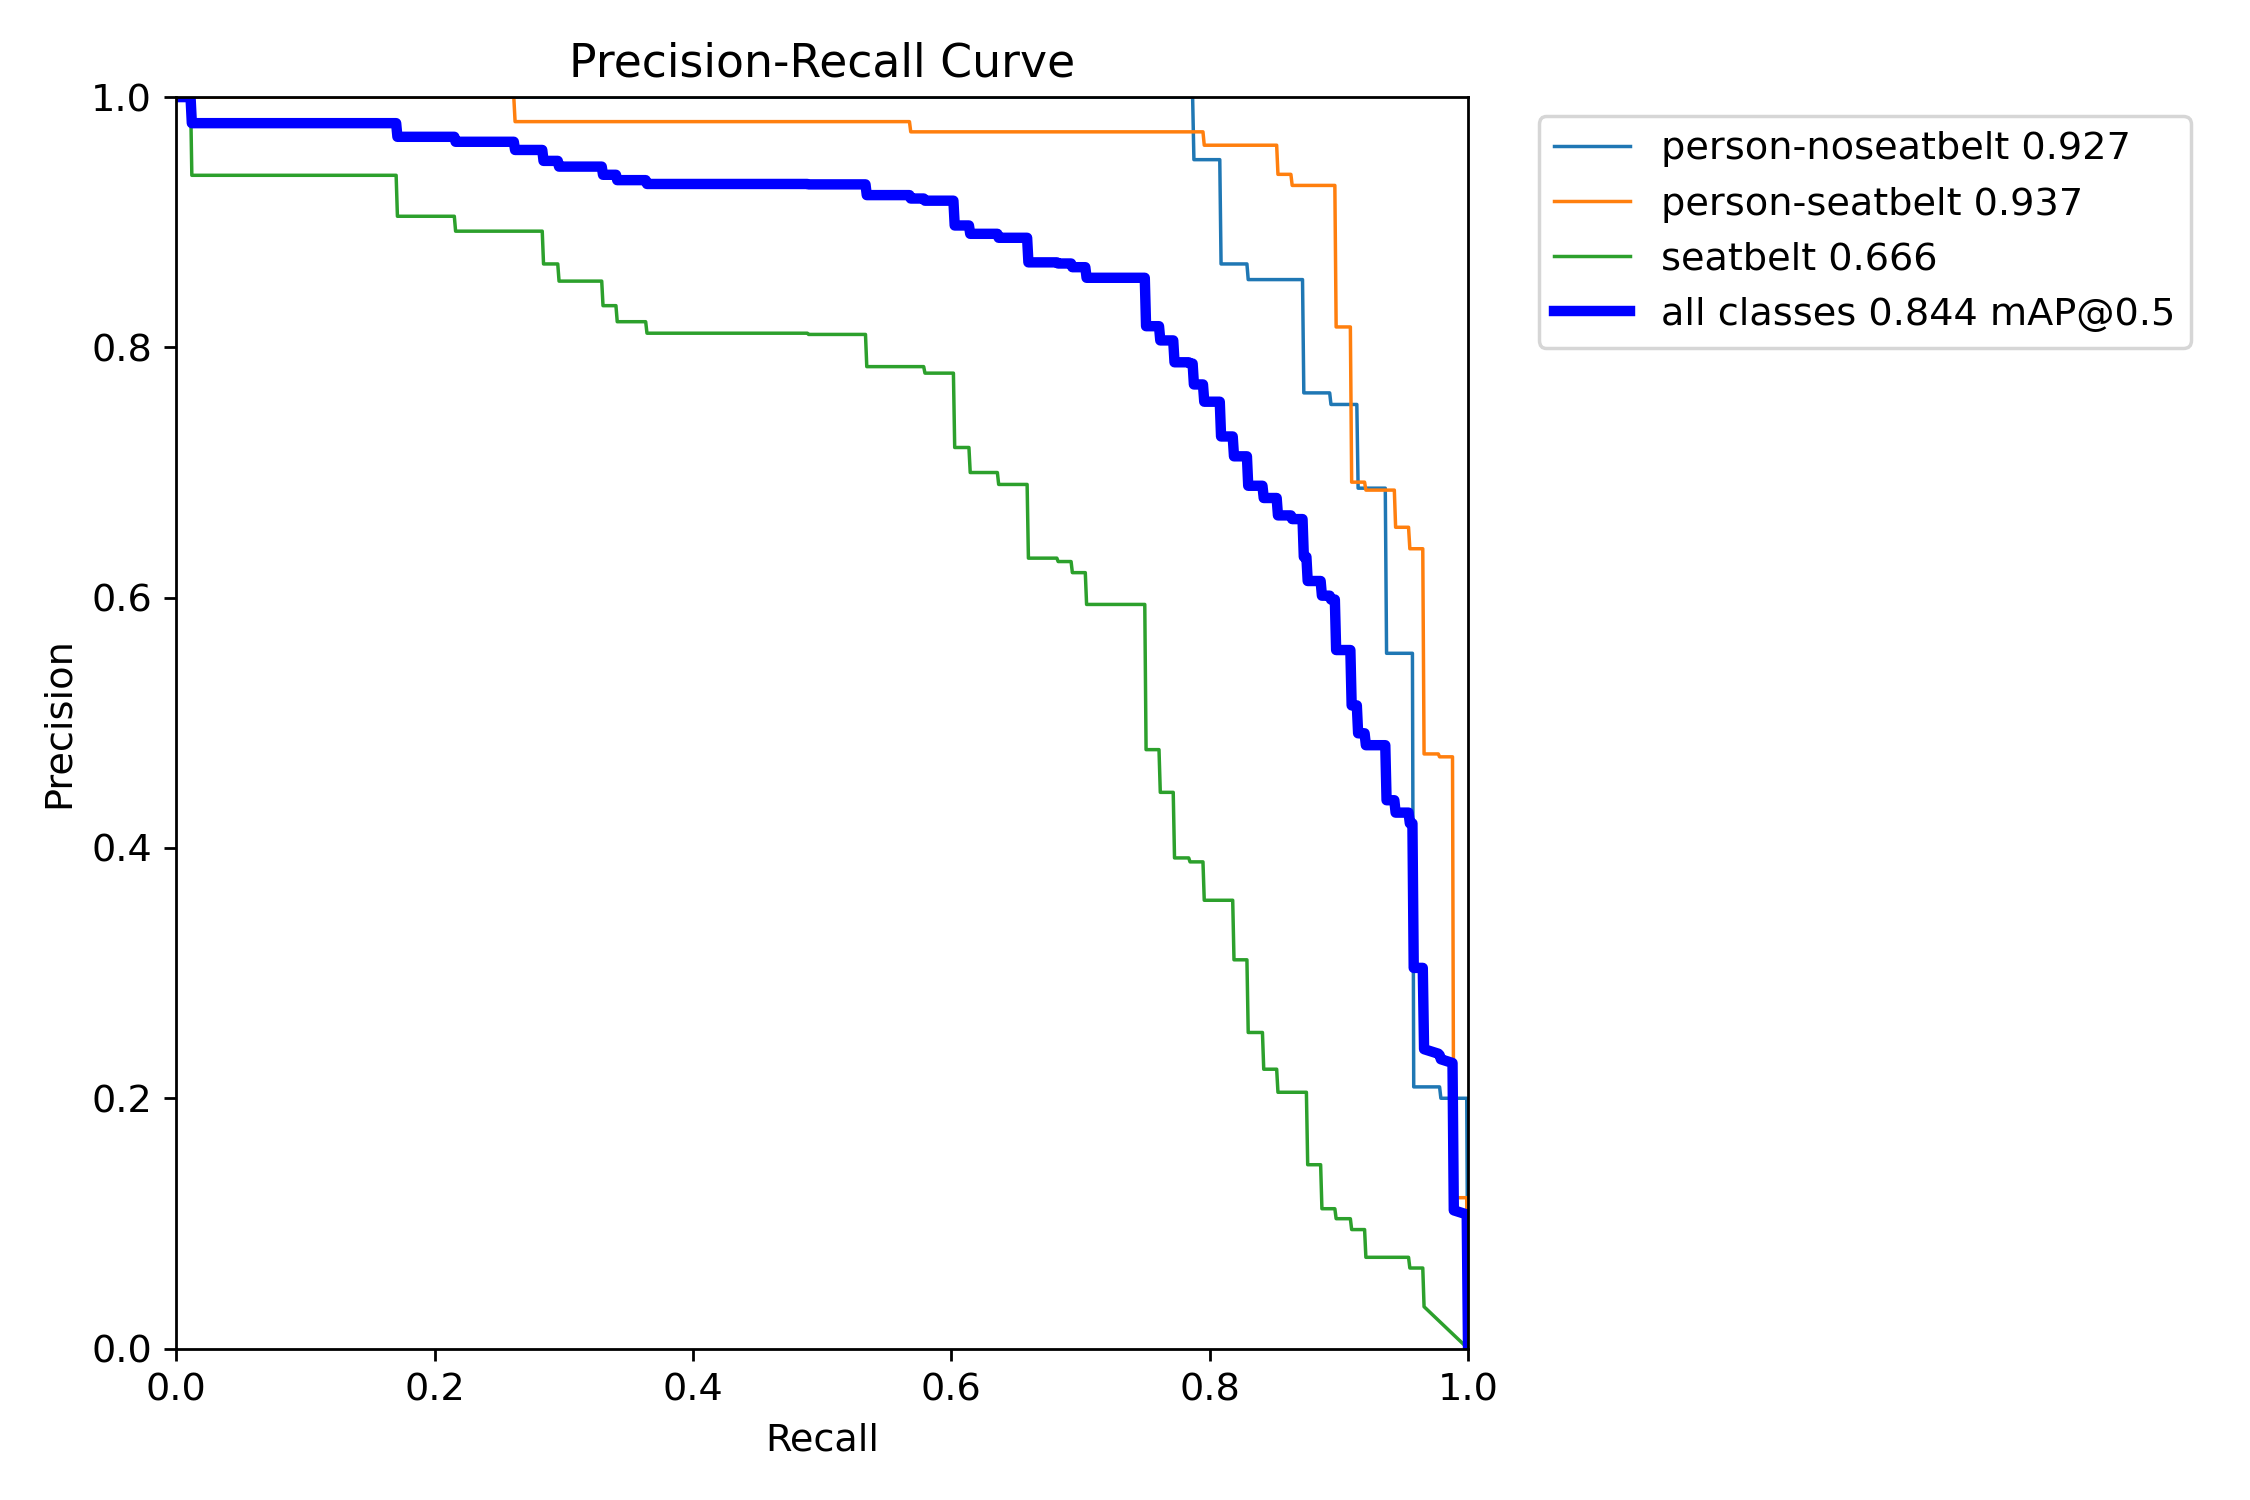 Precision-Recall Curve
1.0
0.8
0.6
0.4
0.2
0.0
Precision
0.0 0.2 0.4 0.6 0.8 1.0
Recall
person-noseatbelt 0.927
person-seatbelt 0.937
seatbelt 0.666
all classes 0.844 mAP@0.5